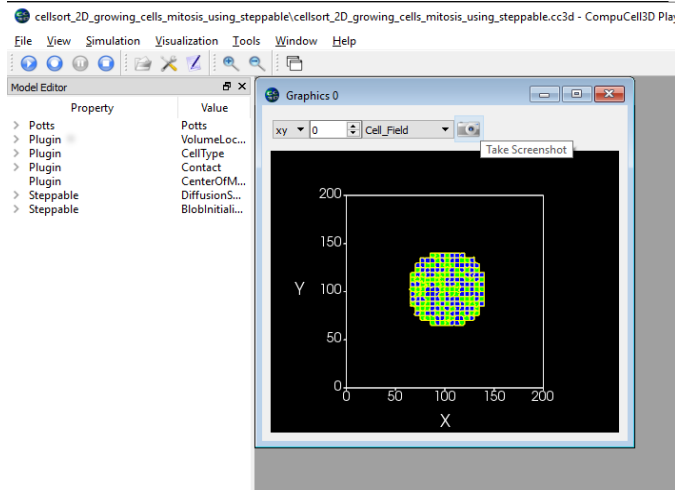 cellsort_2D_growing_cells_mitosis_using_steppable\cellsort_2D_growing_cells_mitosis_using_steppable.cc3d - CompuCell3D Play
File View Simulation Visualization Tools Window Help
Model Editor
Property Value
Potts Potts
Plugin VolumeLoc...
Plugin CellType
Plugin Contact
Plugin CenterOfM...
Steppable DiffusionS...
Steppable BlobInitiali...
Graphics 0
xy 0 Cell_Field
Take Screenshot
200
150
Y 100
50
0
0 50 100 150 200
X